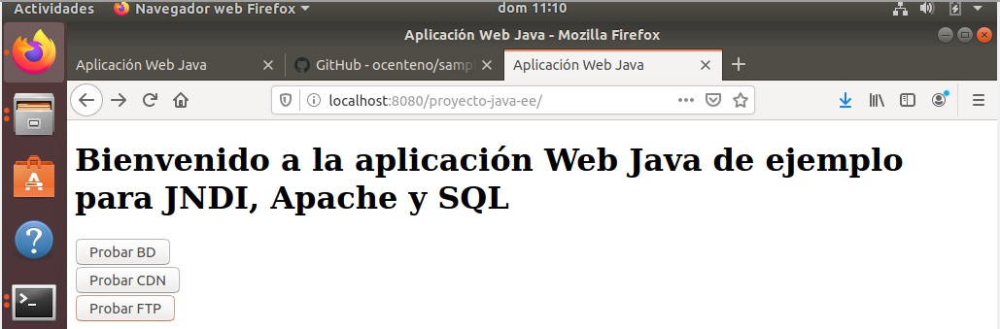 Actividades Navegador web Firefox dom 11:10
Aplicación Web Java - Mozilla Firefox
Aplicación Web Java GitHub - ocenteno/samp Aplicación Web Java
localhost:8080/proyecto-java-ee/
Bienvenido a la aplicación Web Java de ejemplo
para JNDI, Apache y SQL
Probar BD
Probar CDN
Probar FTP